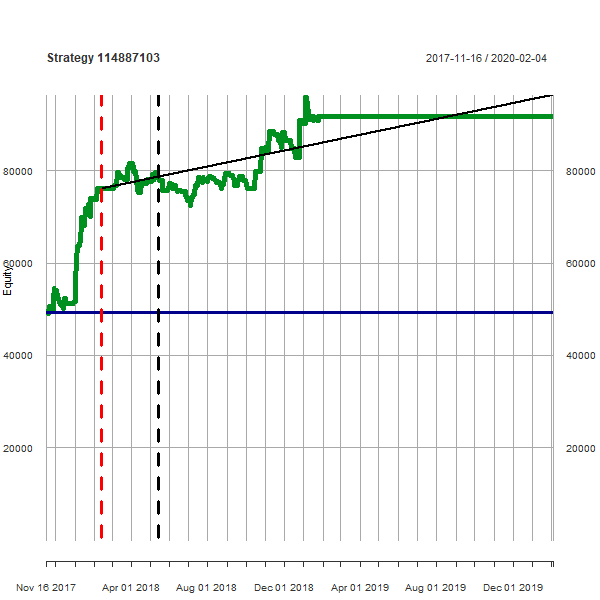 Strategy 114887103
2017-11-16 / 2020-02-04
80000 80000
60000 60000
Equity
40000 40000
20000 20000
Nov 16 2017 Apr 01 2018 Aug 01 2018 Dec 01 2018 Apr 01 2019 Aug 01 2019 Dec 01 2019